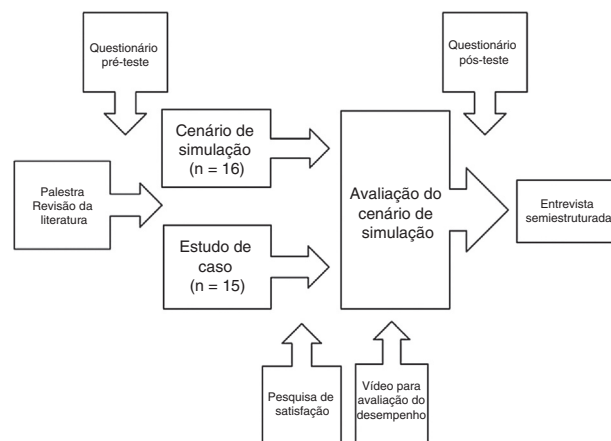 Questionário
pré-teste
Questionário
pós-teste
Palestra
Revisão da
literatura
Cenário de
simulação
(n = 16)
Estudo de
caso
(n = 15)
Avaliação do
cenário de
simulação
Entrevista
semiestruturada
Pesquisa de
satisfação
Vídeo para
avaliação do
desempenho